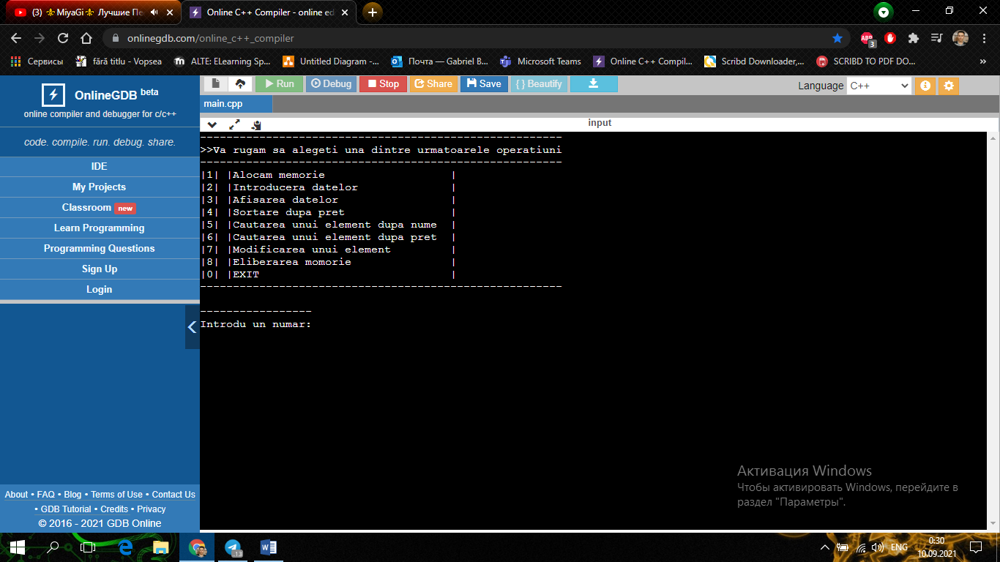 (3) ⚜MiyaGi⚜ Лучшие Пе
Online C++ Compiler - online ed
onlinegdb.com/online_c++_compiler
ABP 3
Сервисы
fără titlu - Vopsea
ALTE: ELearning Sp...
Untitled Diagram -...
Почта — Gabriel B...
Microsoft Teams
Online C++ Compil...
Scribd Downloader,...
SCRIBD TO PDF DO...
»
OnlineGDB beta
online compiler and debugger for c/c++
code. compile. run. debug. share.
IDE
My Projects
Classroom new
Learn Programming
Programming Questions
Sign Up
Login
About • FAQ • Blog • Terms of Use • Contact Us
• GDB Tutorial • Credits • Privacy
© 2016 - 2021 GDB Online
Run Debug Stop Share Save { } Beautify
Language C++
main.cpp
input
-------------------------------------------------------
>>Va rugam sa alegeti una dintre urmatoarele operatiuni
-------------------------------------------------------
|1| |Alocam memorie |
|2| |Introducera datelor |
|3| |Afisarea datelor |
|4| |Sortare dupa pret |
|5| |Cautarea unui element dupa nume |
|6| |Cautarea unui element dupa pret |
|7| |Modificarea unui element |
|8| |Eliberarea momorie |
|0| |EXIT |
-------------------------------------------------------
-----------------
Introdu un numar:
Активация Windows
Чтобы активировать Windows, перейдите в
раздел "Параметры".
13
ENG
0:30
10.09.2021